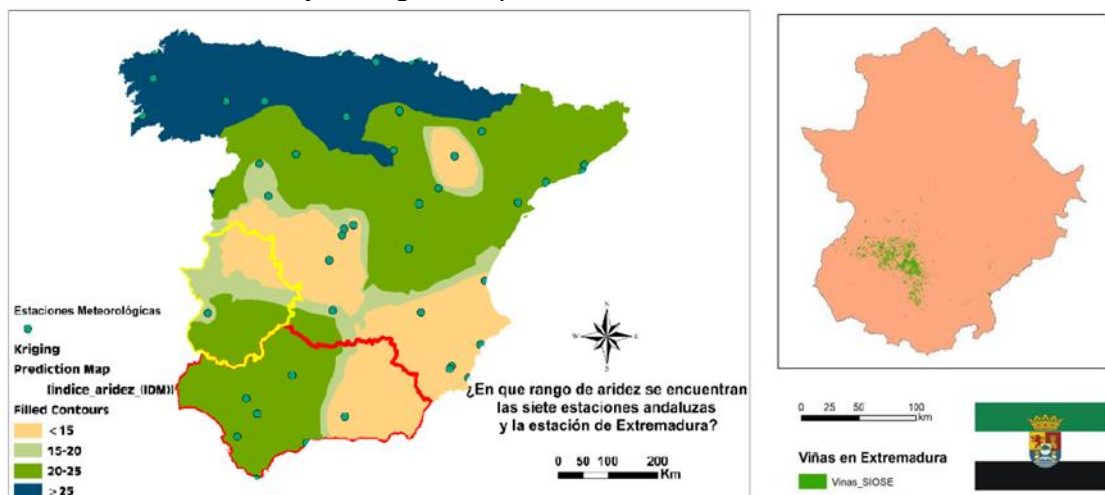 Estaciones Meteorológicas
Kriging
Prediction Map
[Indice_aridez_(IDM)]
Filled Contours
<15
15-20
20-25
>25
N
W
E
S
¿En que rango de aridez se encuentran
las siete estaciones andaluzas
y la estación de Extremadura?
0 50 100 200
Km
0 25 50 100
km
Viñas en Extremadura
Vinas_SIOSE